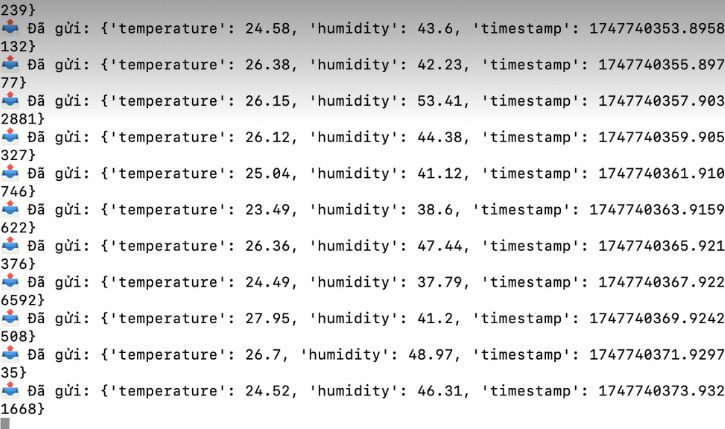 239}
📤 Đã gửi: {'temperature': 24.58, 'humidity': 43.6, 'timestamp': 1747740353.8958
132}
📤 Đã gửi: {'temperature': 26.38, 'humidity': 42.23, 'timestamp': 1747740355.897
77}
📤 Đã gửi: {'temperature': 26.15, 'humidity': 53.41, 'timestamp': 1747740357.903
2881}
📤 Đã gửi: {'temperature': 26.12, 'humidity': 44.38, 'timestamp': 1747740359.905
327}
📤 Đã gửi: {'temperature': 25.04, 'humidity': 41.12, 'timestamp': 1747740361.910
746}
📤 Đã gửi: {'temperature': 23.49, 'humidity': 38.6, 'timestamp': 1747740363.9159
622}
📤 Đã gửi: {'temperature': 26.36, 'humidity': 47.44, 'timestamp': 1747740365.921
376}
📤 Đã gửi: {'temperature': 24.49, 'humidity': 37.79, 'timestamp': 1747740367.922
6592}
📤 Đã gửi: {'temperature': 27.95, 'humidity': 41.2, 'timestamp': 1747740369.9242
508}
📤 Đã gửi: {'temperature': 26.7, 'humidity': 48.97, 'timestamp': 1747740371.9297
35}
📤 Đã gửi: {'temperature': 24.52, 'humidity': 46.31, 'timestamp': 1747740373.932
1668}